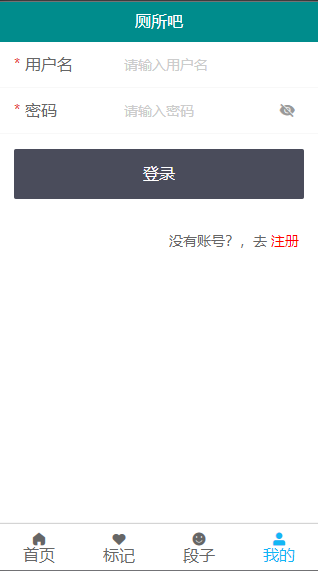 厕所吧
* 用户名 请输入用户名
* 密码 请输入密码
登录
没有账号？，去 注册
首页 标记 段子 我的